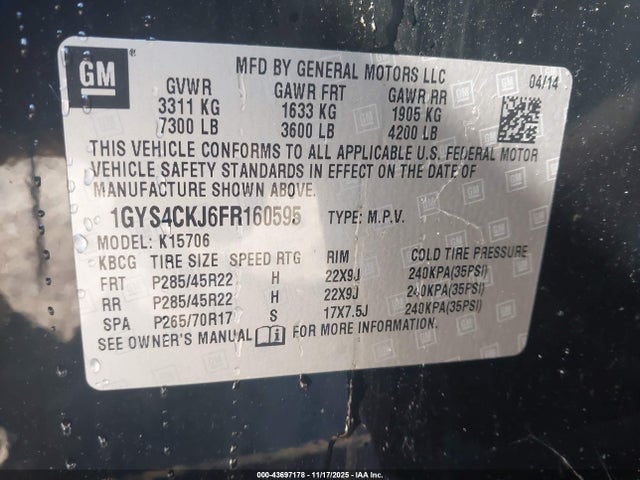 GM ®
MFD BY GENERAL MOTORS LLC 04/14
GVWR GAWR FRT GAWR RR
3311 KG 1633 KG 1905 KG
7300 LB 3600 LB 4200 LB
THIS VEHICLE CONFORMS TO ALL APPLICABLE U.S. FEDERAL MOTOR
VEHICLE SAFETY STANDARDS IN EFFECT ON THE DATE OF
MANUFACTURE SHOWN ABOVE.
1GYS4CKJ6FR160595 TYPE: M.P.V.
MODEL: K15706
KBCG TIRE SIZE SPEED RTG RIM COLD TIRE PRESSURE
FRT P285/45R22 H 22X9J 240KPA(35PSI)
RR P285/45R22 H 22X9J 240KPA(35PSI)
SPA P265/70R17 S 17X7.5J 240KPA(35PSI)
SEE OWNER'S MANUAL FOR MORE INFORMATION.
000-43697178 - 11/17/2025 - IAA Inc.